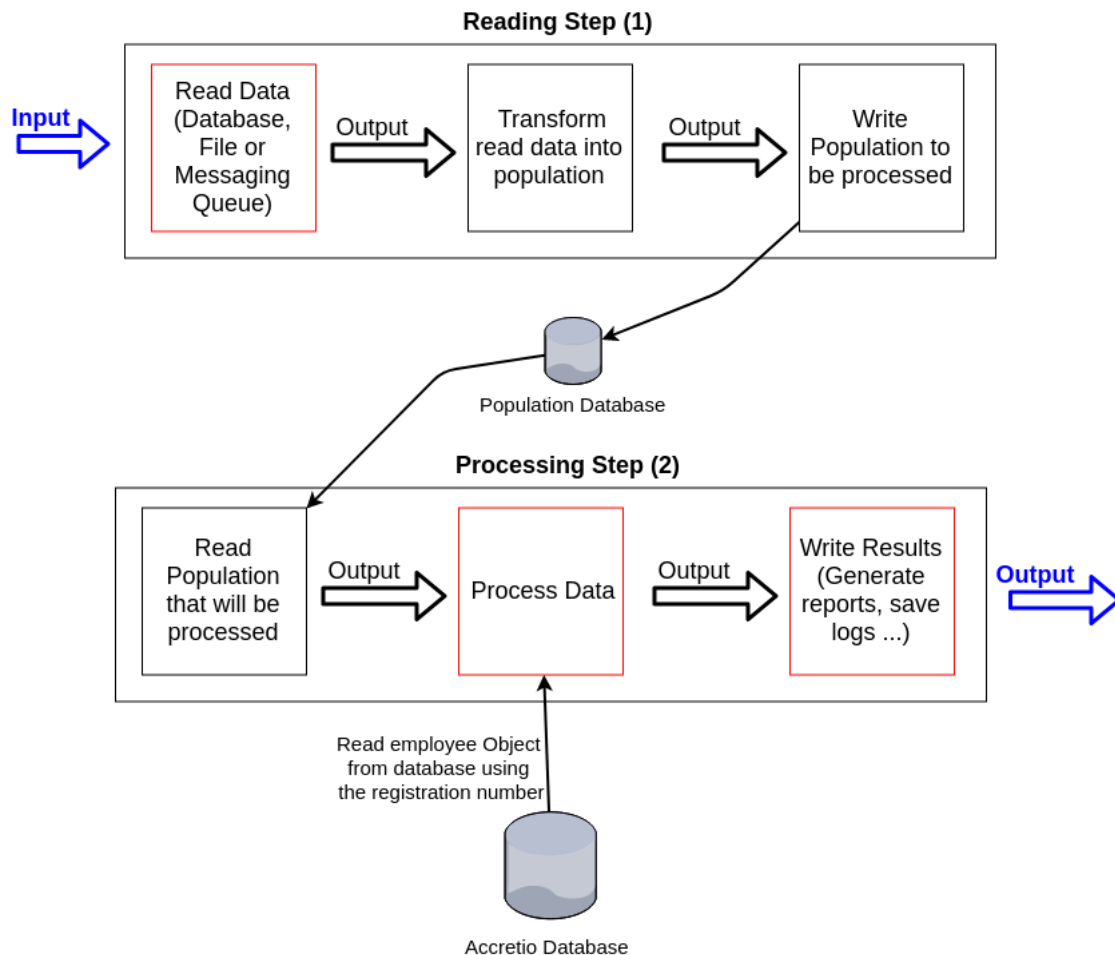 Reading Step (1)
Input
Read Data
(Database,
File or
Messaging
Queue)
Output
Transform
read data into
population
Output
Write
Population to
be processed
Population Database
Processing Step (2)
Read
Population
that will be
processed
Output
Process Data
Output
Write Results
(Generate
reports, save
logs ...)
Output
Read employee Object
from database using
the registration number
Accretio Database